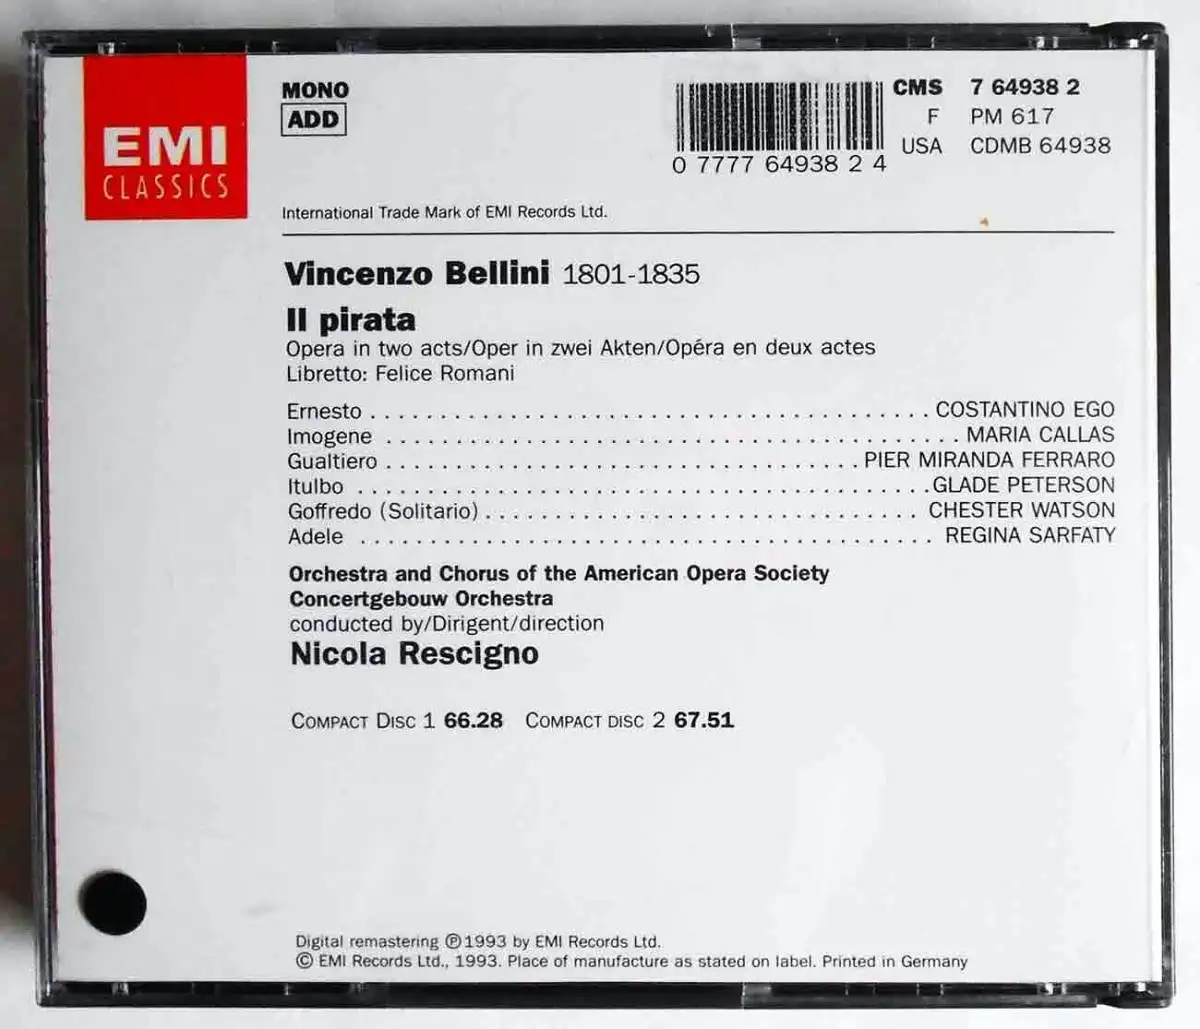 EMI
CLASSICS
MONO
ADD
0 7777 64938 2 4
CMS 7 64938 2
F PM 617
USA CDMB 64938
International Trade Mark of EMI Records Ltd.
Vincenzo Bellini 1801-1835
Il pirata
Opera in two acts/Oper in zwei Akten/Opéra en deux actes
Libretto: Felice Romani
Ernesto . . . . . . . . . . . . . . . . . . . . . . . . . . . . . . . . . . . . . . . . COSTANTINO EGO
Imogene . . . . . . . . . . . . . . . . . . . . . . . . . . . . . . . . . . . . . . . . . MARIA CALLAS
Gualtiero . . . . . . . . . . . . . . . . . . . . . . . . . . . . . . . . . . PIER MIRANDA FERRARO
Itulbo . . . . . . . . . . . . . . . . . . . . . . . . . . . . . . . . . . . . . . . . . GLADE PETERSON
Goffredo (Solitario) . . . . . . . . . . . . . . . . . . . . . . . . . . . . . . . CHESTER WATSON
Adele . . . . . . . . . . . . . . . . . . . . . . . . . . . . . . . . . . . . . . . . . REGINA SARFATY
Orchestra and Chorus of the American Opera Society
Concertgebouw Orchestra
conducted by/Dirigent/direction
Nicola Rescigno
COMPACT DISC 1 66.28 COMPACT DISC 2 67.51
Digital remastering ℗1993 by EMI Records Ltd.
© EMI Records Ltd., 1993. Place of manufacture as stated on label. Printed in Germany